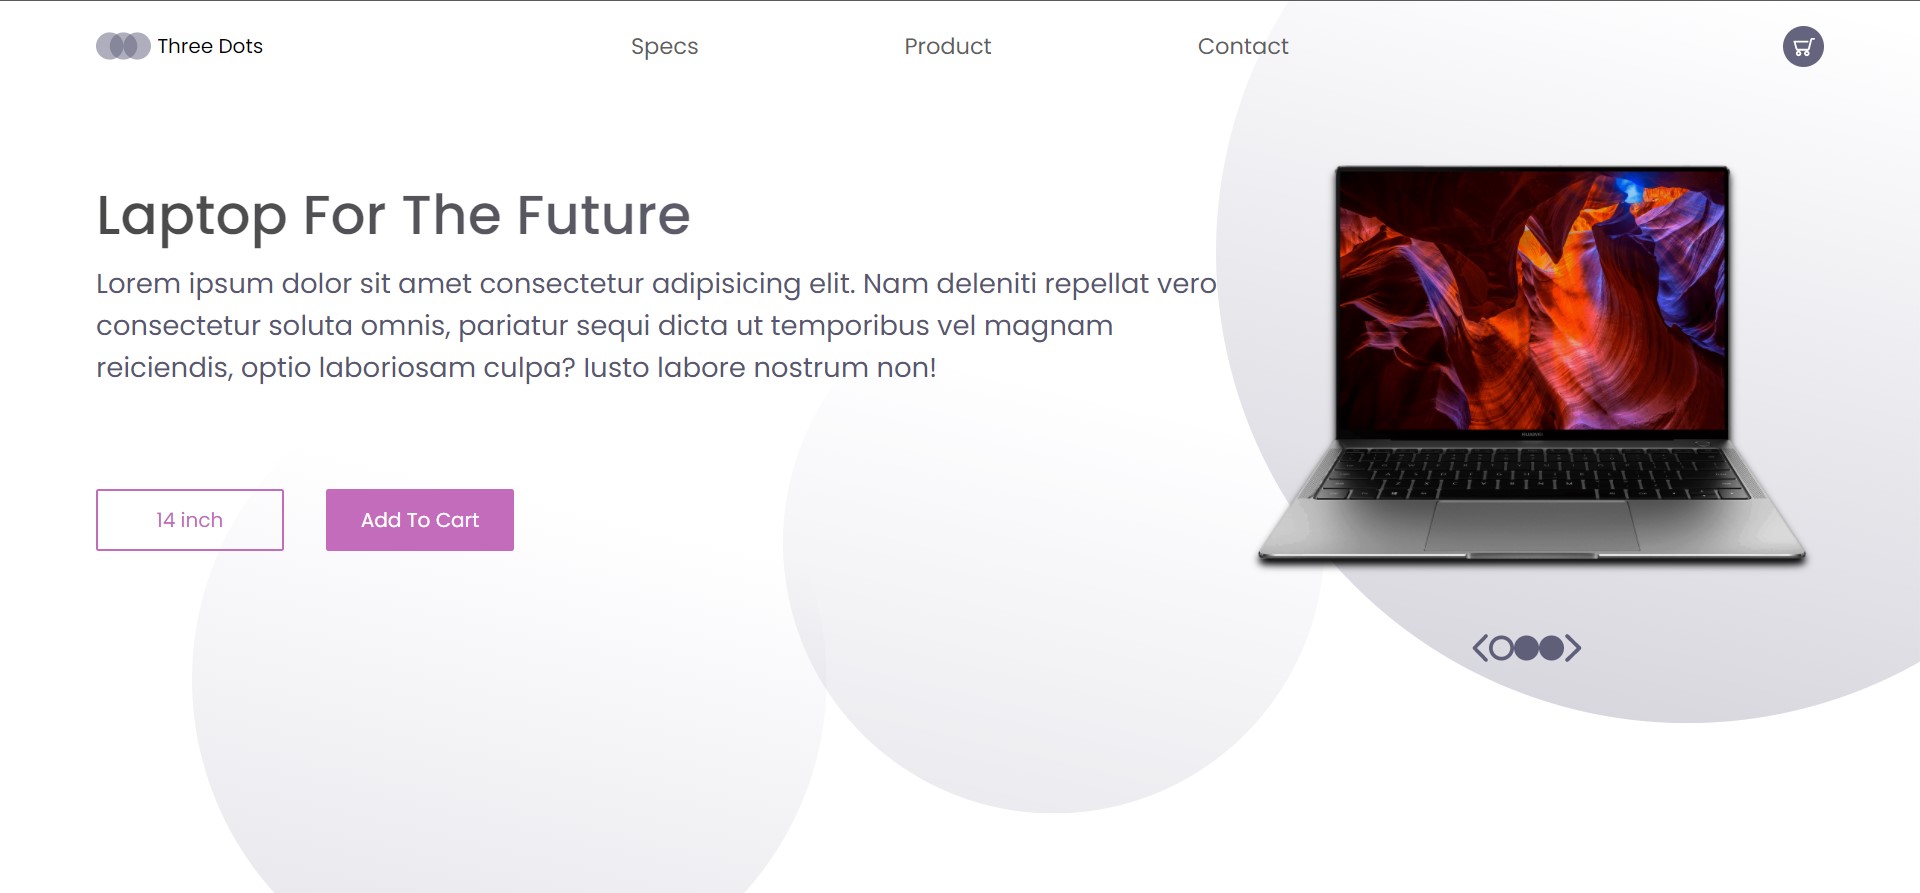 Three Dots
Specs
Product
Contact
Laptop For The Future
Lorem ipsum dolor sit amet consectetur adipisicing elit. Nam deleniti repellat vero
consectetur soluta omnis, pariatur sequi dicta ut temporibus vel magnam
reiciendis, optio laboriosam culpa? Iusto labore nostrum non!
14 inch
Add To Cart
HUAWEI